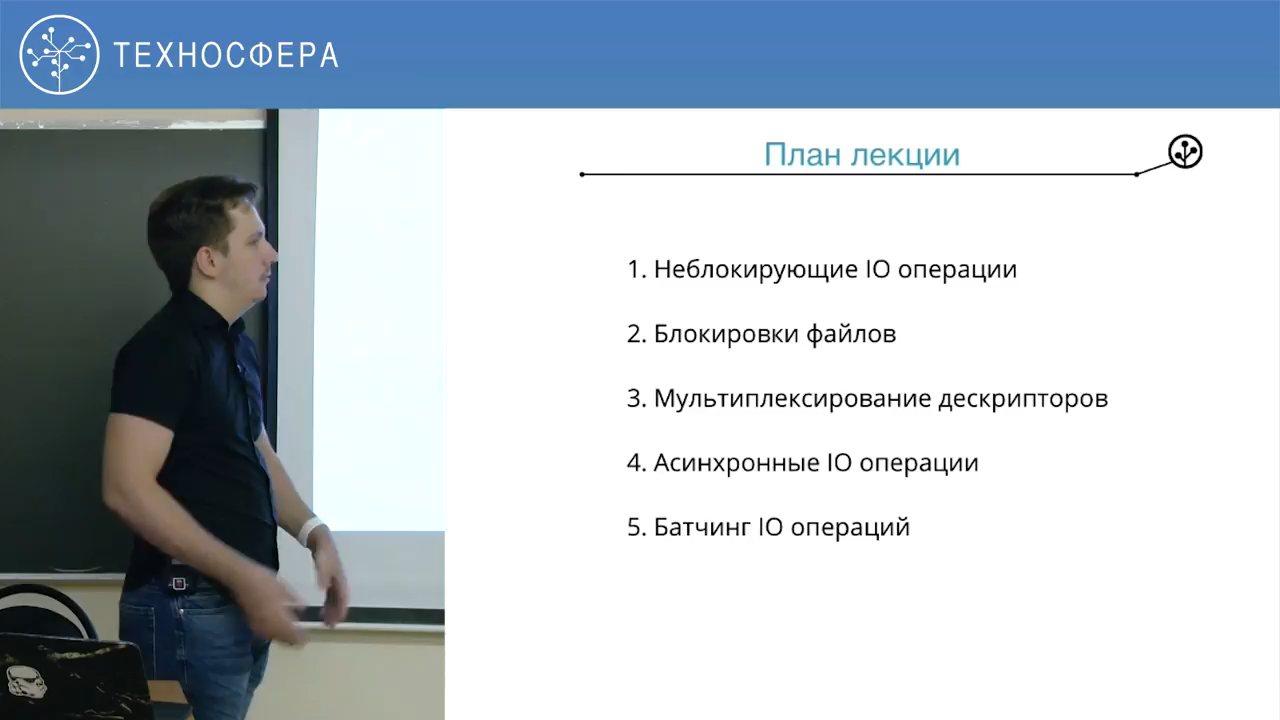 ТЕХНОСФЕРА
План лекции
1. Неблокирующие IO операции
2. Блокировки файлов
3. Мультиплексирование дескрипторов
4. Асинхронные IO операции
5. Батчинг IO операций